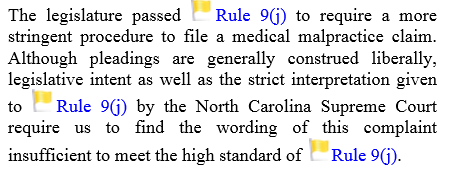 The legislature passed Rule 9(j) to require a more
stringent procedure to file a medical malpractice claim.
Although pleadings are generally construed liberally,
legislative intent as well as the strict interpretation given
to Rule 9(j) by the North Carolina Supreme Court
require us to find the wording of this complaint
insufficient to meet the high standard of Rule 9(j).